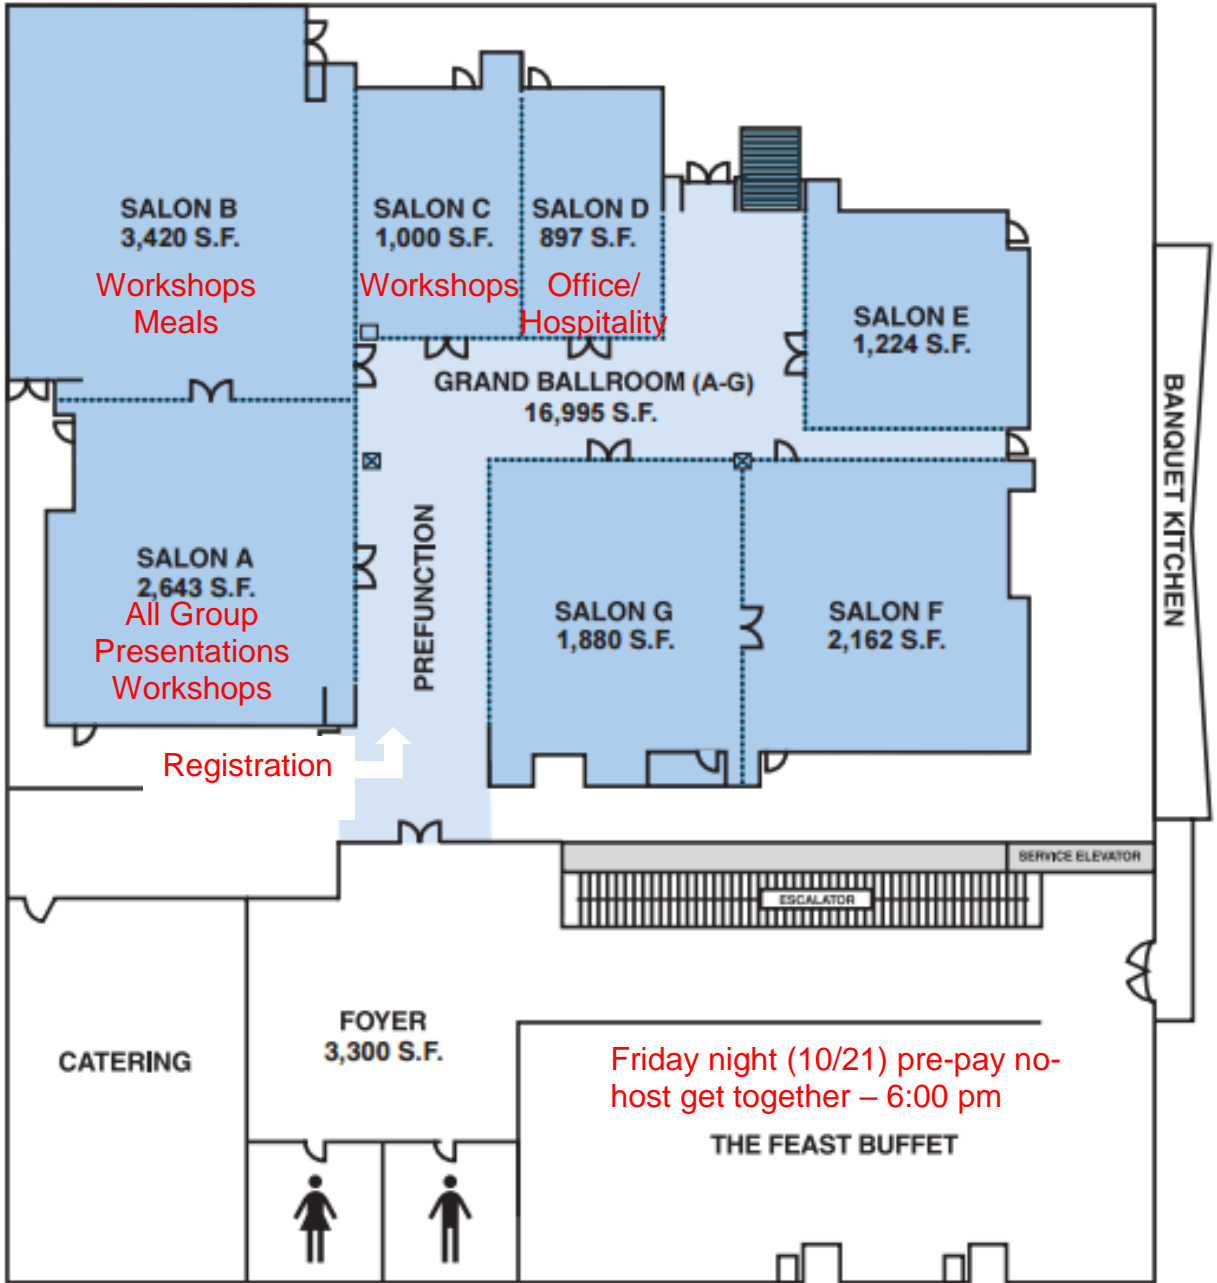 SALON B
3,420 S.F.
Workshops
Meals
SALON C
1,000 S.F.
Workshops
SALON D
897 S.F.
Office/
Hospitality
SALON E
1,224 S.F.
GRAND BALLROOM (A-G)
16,995 S.F.
BANQUET KITCHEN
SALON A
2,643 S.F.
All Group
Presentations
Workshops
PREFUNCTION
SALON G
1,880 S.F.
SALON F
2,162 S.F.
Registration
SERVICE ELEVATOR
ESCALATOR
FOYER
3,300 S.F.
CATERING
Friday night (10/21) pre-pay no-
host get together – 6:00 pm
THE FEAST BUFFET